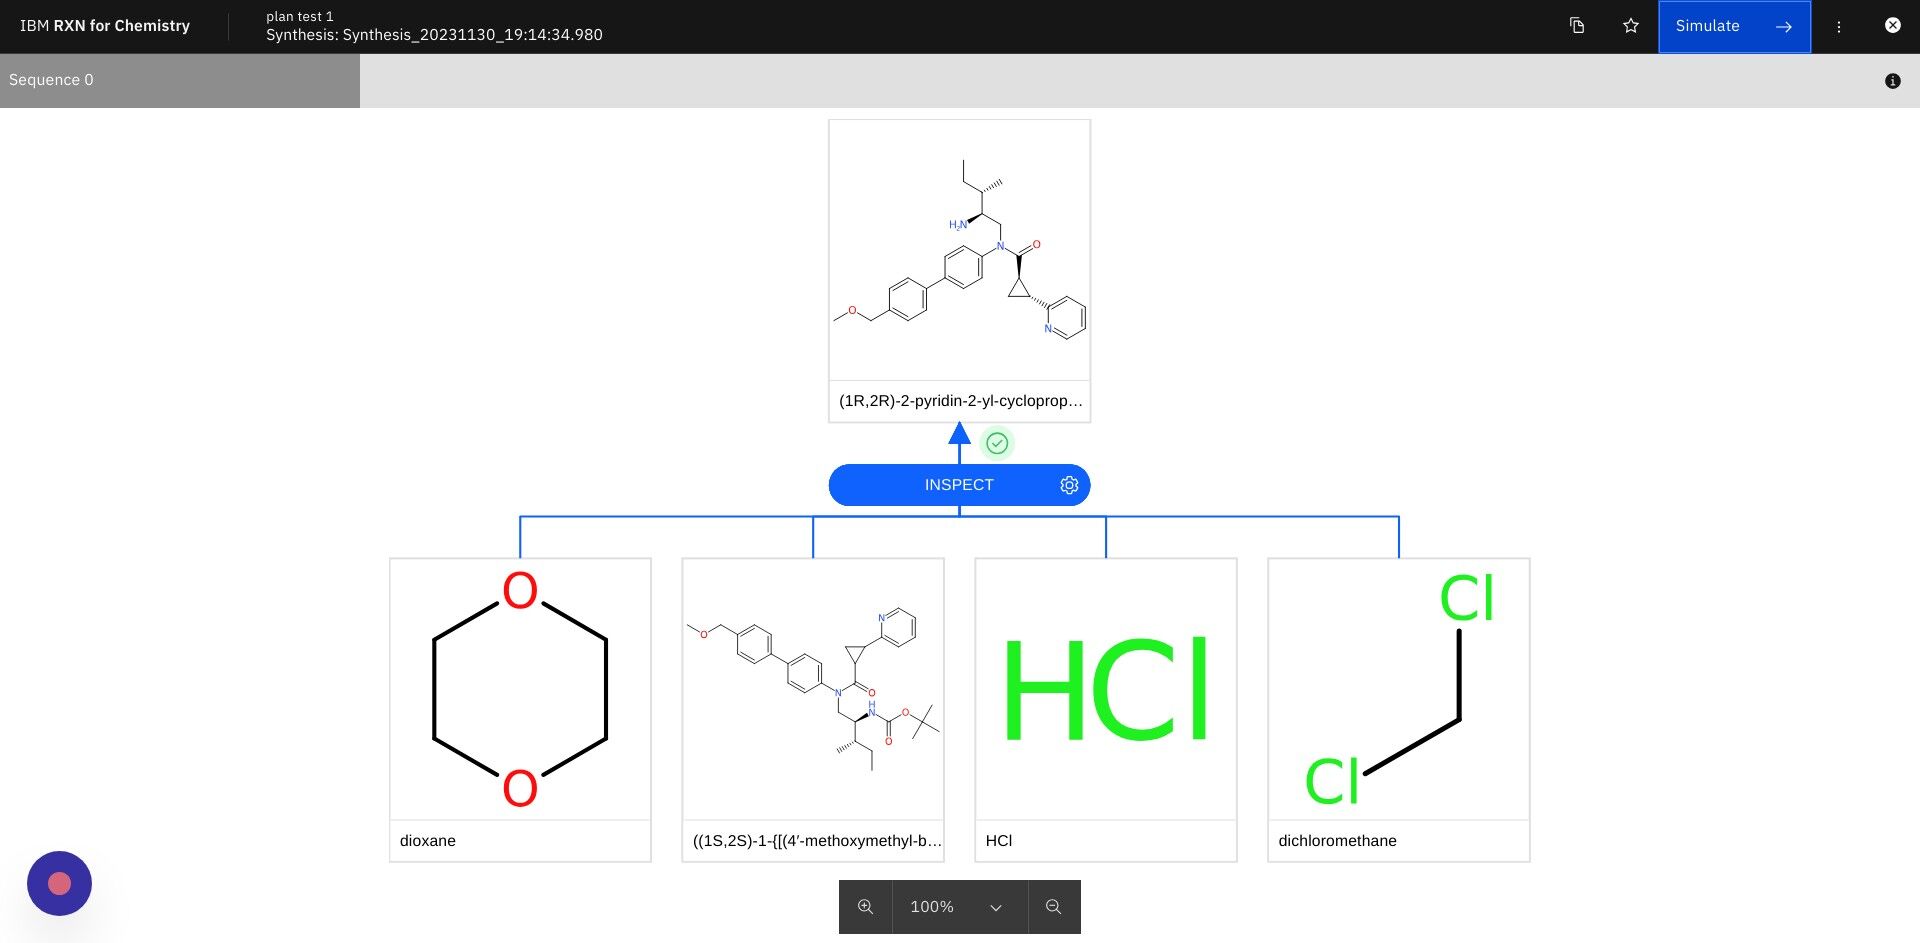 IBM RXN for Chemistry
plan test 1
Synthesis: Synthesis_20231130_19:14:34.980
Simulate
Sequence 0
H₂N
N
O
O
N
(1R,2R)-2-pyridin-2-yl-cycloprop...
INSPECT
O
O
dioxane
N
O
N
O
H
N
O
O
((1S,2S)-1-{[(4'-methoxymethyl-b...
HCl
HCl
Cl
Cl
dichloromethane
100%